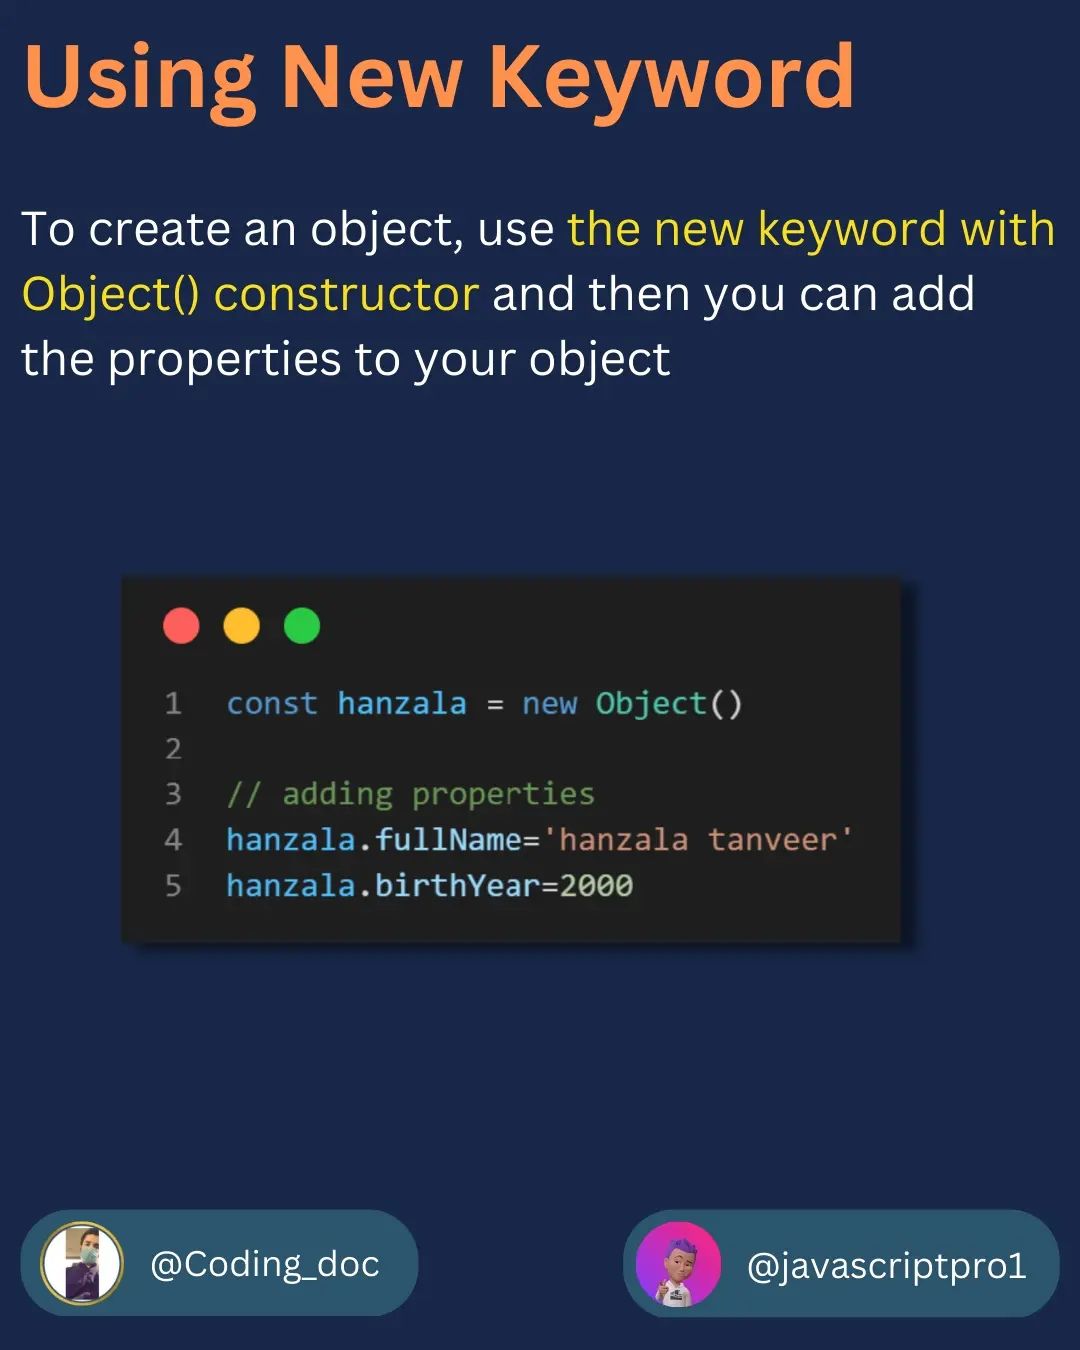 Using New Keyword
To create an object, use the new keyword with
Object() constructor and then you can add
the properties to your object
1 const hanzala = new Object()
2
3 // adding properties
4 hanzala.fullName='hanzala tanveer'
5 hanzala.birthYear=2000
@Coding_doc
@javascriptpro1